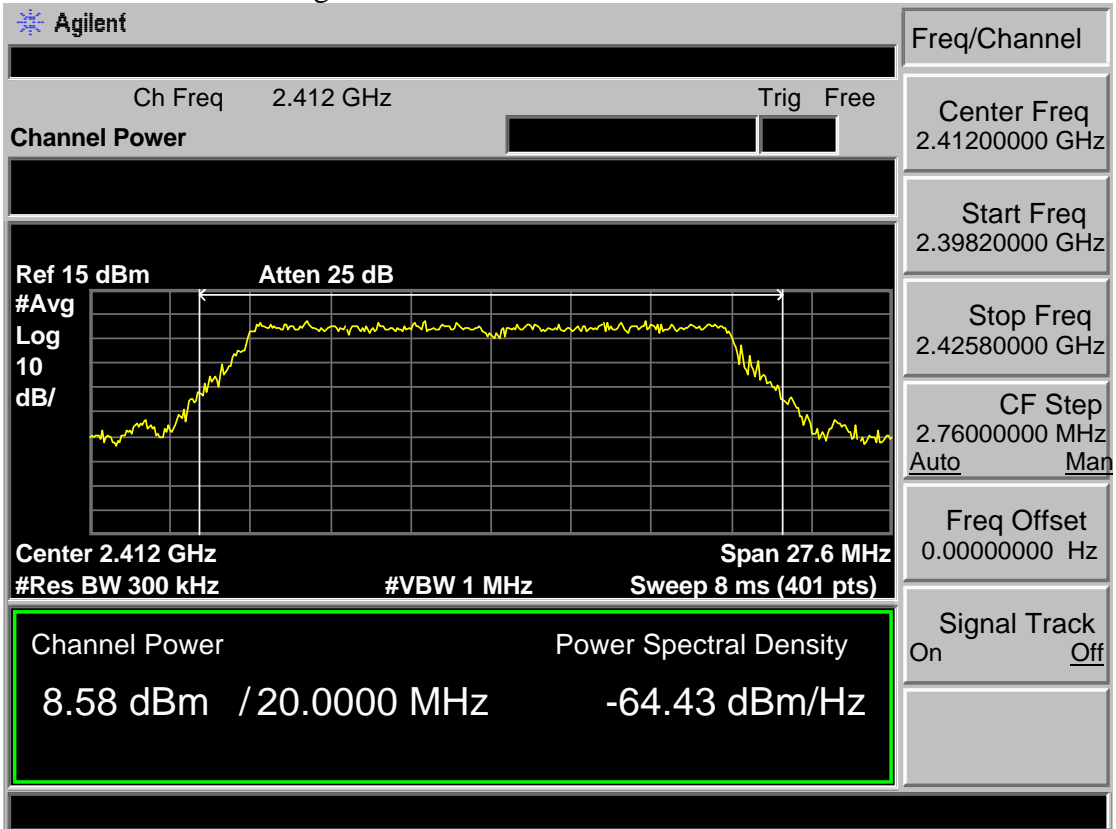 Agilent
Freq/Channel
Ch Freq 2.412 GHz Trig Free
Channel Power
Center Freq
2.41200000 GHz
Start Freq
2.39820000 GHz
Ref 15 dBm Atten 25 dB
#Avg
Log
10
dB/
Stop Freq
2.42580000 GHz
CF Step
2.76000000 MHz
Auto Man
Center 2.412 GHz Span 27.6 MHz
#Res BW 300 kHz #VBW 1 MHz Sweep 8 ms (401 pts)
Freq Offset
0.00000000 Hz
Channel Power Power Spectral Density
8.58 dBm / 20.0000 MHz -64.43 dBm/Hz
Signal Track
On Off